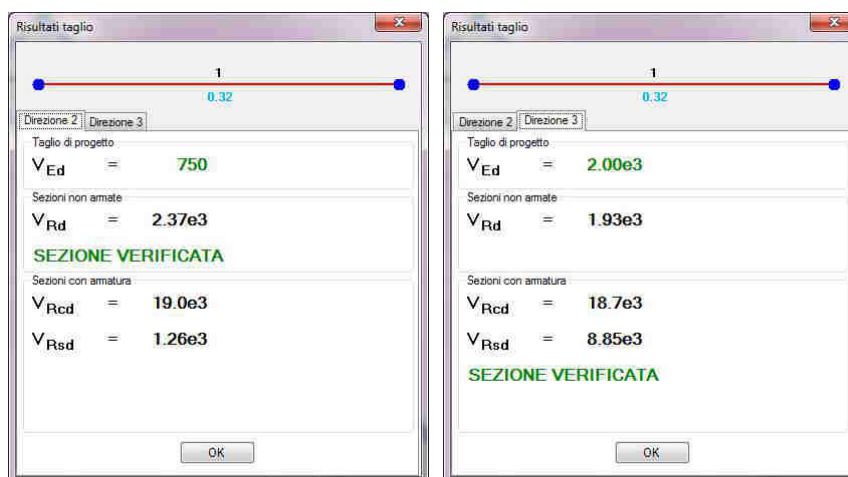 Risultati taglio
1
0.32
Direzione 2 Direzione 3
Taglio di progetto
VEd = 750
Sezioni non armate
VRd = 2.37e3
SEZIONE VERIFICATA
Sezioni con armatura
VRcd = 19.0e3
VRsd = 1.26e3
OK
Risultati taglio
1
0.32
Direzione 2 Direzione 3
Taglio di progetto
VEd = 2.00e3
Sezioni non armate
VRd = 1.93e3
Sezioni con armatura
VRcd = 18.7e3
VRsd = 8.85e3
SEZIONE VERIFICATA
OK